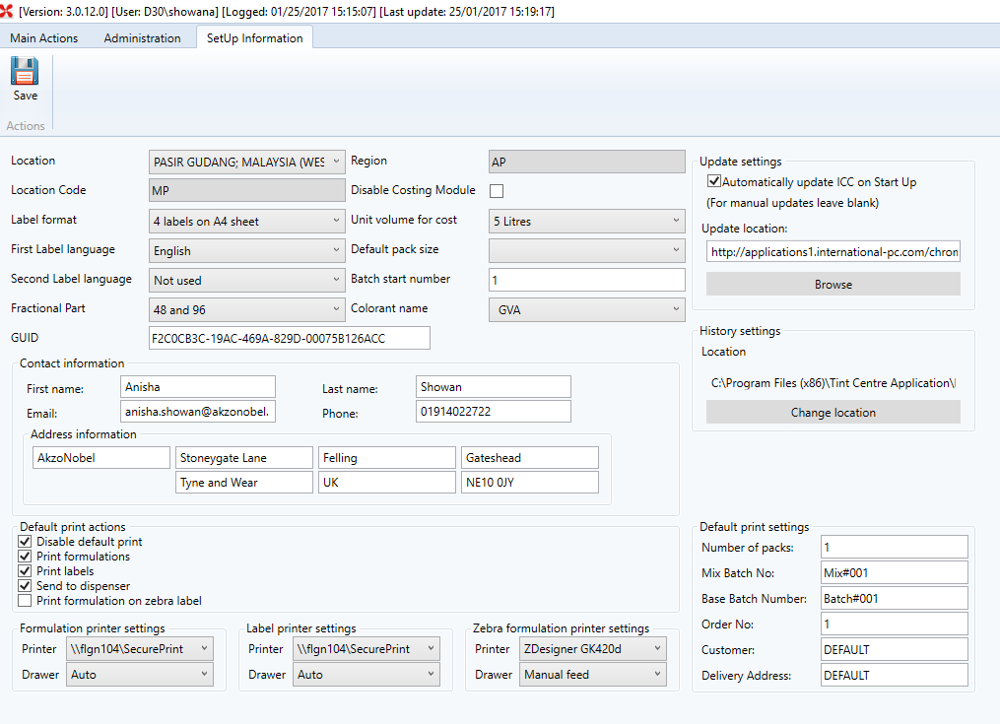 [Version: 3.0.12.0] [User: D30\showana] [Logged: 01/25/2017 15:15:07] [Last update: 25/01/2017 15:19:17]
Main Actions Administration SetUp Information
Save
Actions
Location PASIR GUDANG; MALAYSIA (WES Region AP
Location Code MP Disable Costing Module
Label format 4 labels on A4 sheet Unit volume for cost 5 Litres
First Label language English Default pack size
Second Label language Not used Batch start number 1
Fractional Part 48 and 96 Colorant name GVA
GUID F2C0CB3C-19AC-469A-829D-00075B126ACC
Update settings
Automatically update ICC on Start Up
(For manual updates leave blank)
Update location:
http://applications1.international-pc.com/chron
Browse
History settings
Location
C:\Program Files (x86)\Tint Centre Application\
Change location
Contact information
First name: Anisha Last name: Showan
Email: anisha.showan@akzonobel. Phone: 01914022722
Address information
AkzoNobel Stoneygate Lane Felling Gateshead
Tyne and Wear UK NE10 0JY
Default print actions
Disable default print
Print formulations
Print labels
Send to dispenser
Print formulation on zebra label
Default print settings
Number of packs: 1
Mix Batch No: Mix#001
Base Batch Number: Batch#001
Order No: 1
Customer: DEFAULT
Delivery Address: DEFAULT
Formulation printer settings
Printer \\flgn104\SecurePrint
Drawer Auto
Label printer settings
Printer \\flgn104\SecurePrint
Drawer Auto
Zebra formulation printer settings
Printer ZDesigner GK420d
Drawer Manual feed